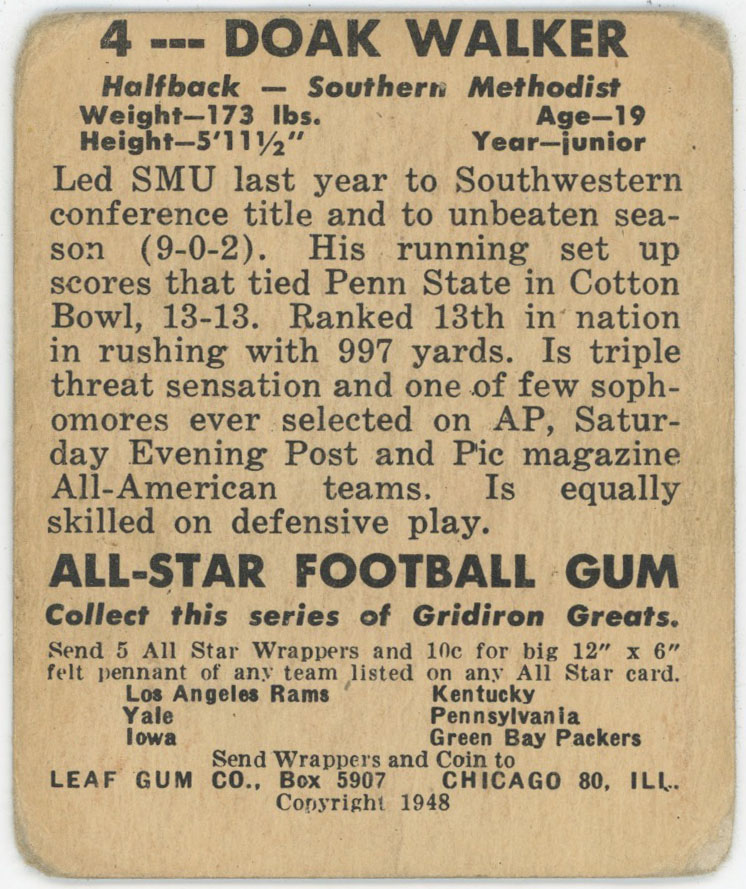 4 --- DOAK WALKER
Halfback — Southern Methodist
Weight—173 lbs. Age—19
Height—5'11½" Year—junior
Led SMU last year to Southwestern
conference title and to unbeaten sea-
son (9-0-2). His running set up
scores that tied Penn State in Cotton
Bowl, 13-13. Ranked 13th in nation
in rushing with 997 yards. Is triple
threat sensation and one of few soph-
omores ever selected on AP, Satur-
day Evening Post and Pic magazine
All-American teams. Is equally
skilled on defensive play.
ALL-STAR FOOTBALL GUM
Collect this series of Gridiron Greats.
Send 5 All Star Wrappers and 10c for big 12" x 6"
felt pennant of any team listed on any All Star card.
Los Angeles Rams Kentucky
Yale Pennsylvania
Iowa Green Bay Packers
Send Wrappers and Coin to
LEAF GUM CO., Box 5907 CHICAGO 80, ILL.
Copyright 1948